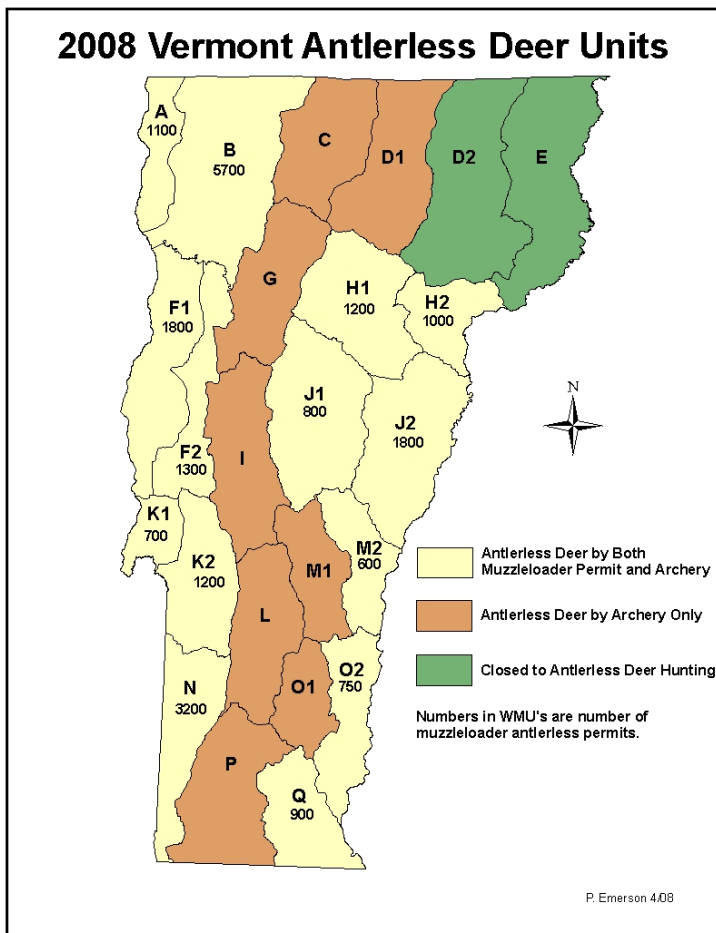 2008 Vermont Antlerless Deer Units
A
1100
B
5700
C
D1
D2
E
G
F1
1800
H1
1200
H2
1000
J1
800
J2
1800
N
I
F2
1300
K1
700
K2
1200
M1
M2
600
L
Antlerless Deer by Both
Muzzleloader Permit and Archery
Antlerless Deer by Archery Only
Closed to Antlerless Deer Hunting
Numbers in WMU's are number of
muzzleloader antlerless permits.
N
3200
O1
O2
750
P
Q
900
P. Emerson 4/08